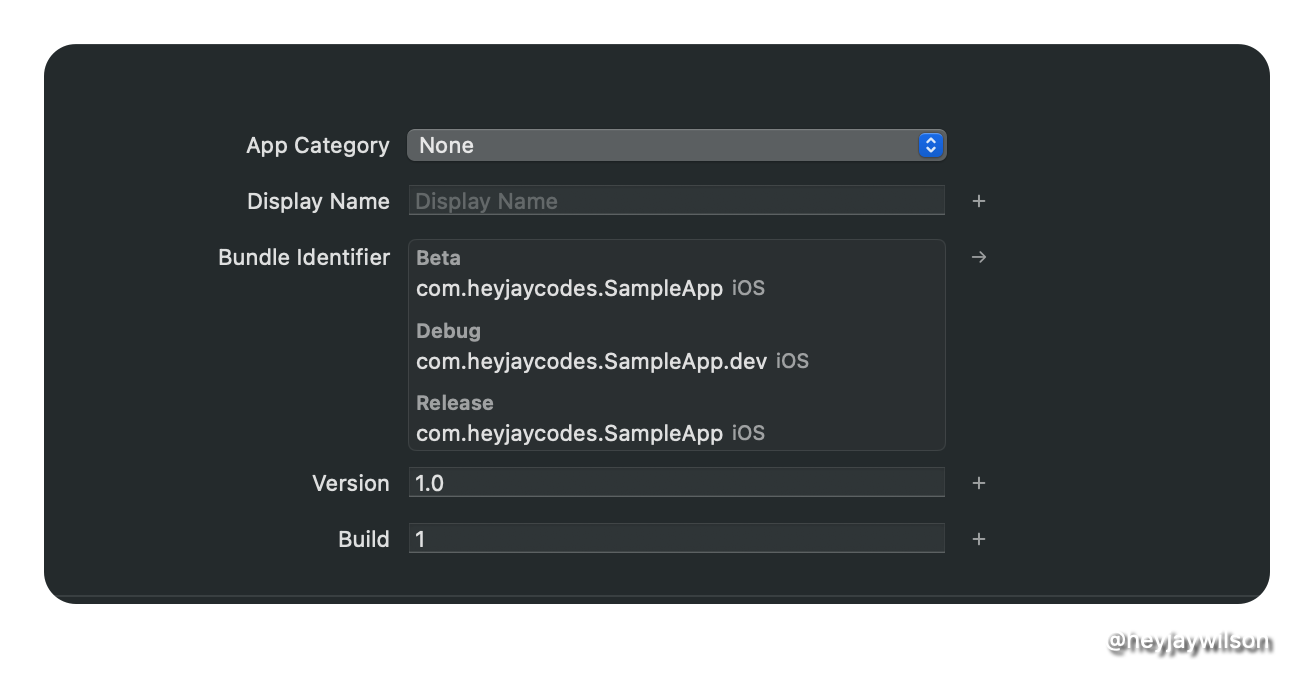 App Category None
Display Name Display Name +
Bundle Identifier Beta →
com.heyjaycodes.SampleApp iOS
Debug
com.heyjaycodes.SampleApp.dev iOS
Release
com.heyjaycodes.SampleApp iOS
Version 1.0 +
Build 1 +
@heyjaywilson